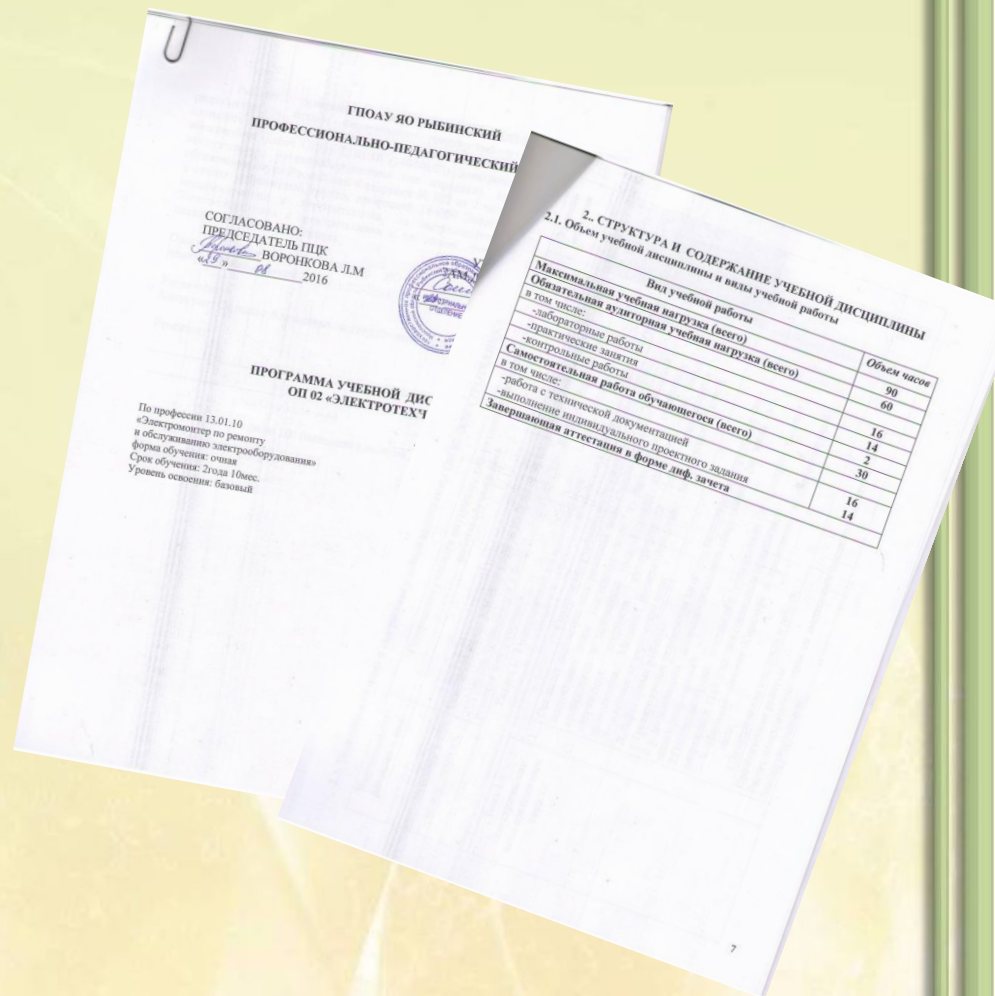 ГПОАУ ЯО РЫБИНСКИЙ
ПРОФЕССИОНАЛЬНО-ПЕДАГОГИЧЕСКИЙ
СОГЛАСОВАНО:
ПРЕДСЕДАТЕЛЬ ПЦК
ВОРОНКОВА Л.М
«29» 08 2016
ПРОГРАММА УЧЕБНОЙ ДИС
ОП 02 «ЭЛЕКТРОТЕХ
По профессии 13.01.10
«Электромонтер по ремонту
и обслуживанию электрооборудования»
форма обучения: очная
Срок обучения: 2года 10мес.
Уровень освоения: базовый
2.. СТРУКТУРА И СОДЕРЖАНИЕ УЧЕБНОЙ ДИСЦИПЛИНЫ
2.1. Объем учебной дисциплины и виды учебной работы
Вид учебной работы Объем часов
Максимальная учебная нагрузка (всего) 90
Обязательная аудиторная учебная нагрузка (всего) 60
в том числе:
-лабораторные работы 16
-практические занятия 14
-контрольные работы 2
Самостоятельная работа обучающегося (всего) 30
в том числе:
-работа с технической документацией 16
-выполнение индивидуального проектного задания 14
Завершающая аттестация в форме диф. зачета
7